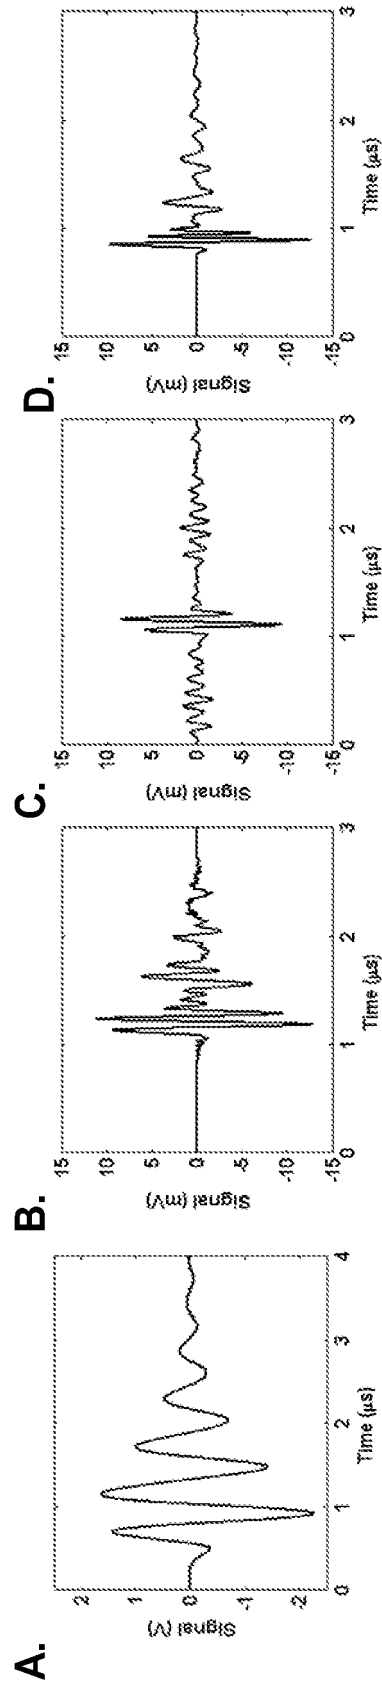 A.
2
1
0
-1
-2
Signal (V)
0 1 2 3 4
Time (μs)
B.
15
10
5
0
-5
-10
-15
Signal (mV)
0 1 2 3
Time (μs)
C.
15
10
5
0
-5
-10
-15
Signal (mV)
0 1 2 3
Time (μs)
D.
15
10
5
0
-5
-10
-15
Signal (mV)
0 1 2 3
Time (μs)